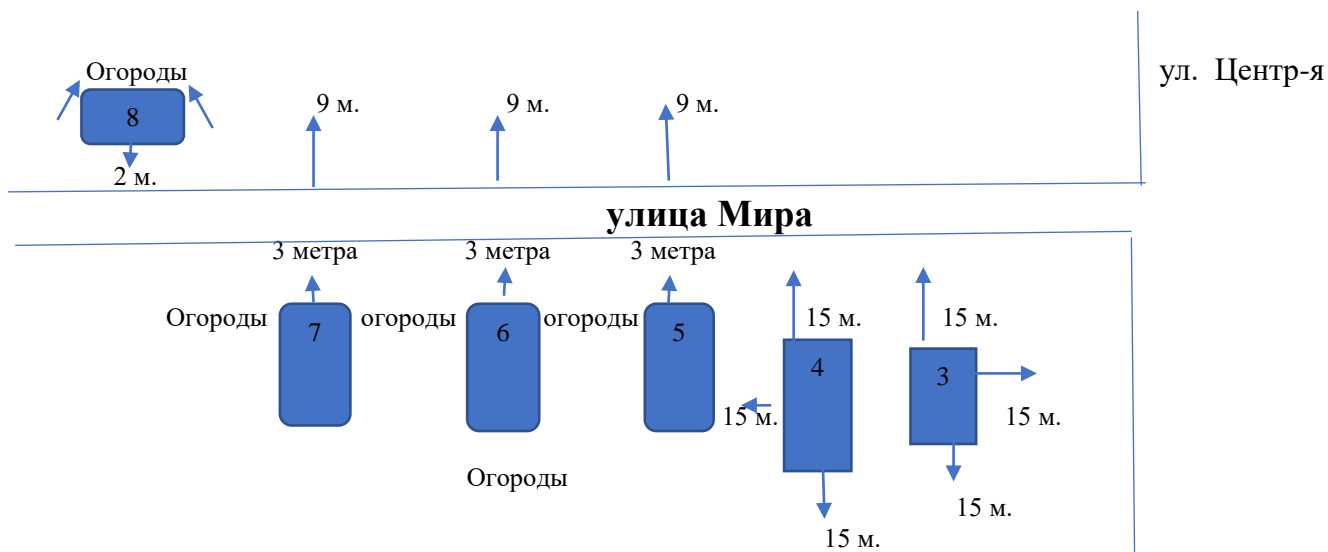 ул. Центр-я
Огороды
8
9 м.
9 м.
9 м.
2 м.
улица Мира
3 метра
3 метра
3 метра
Огороды
7
огороды
6
огороды
5
15 м.
4
15 м.
3
15 м.
15 м.
Огороды
15 м.
15 м.